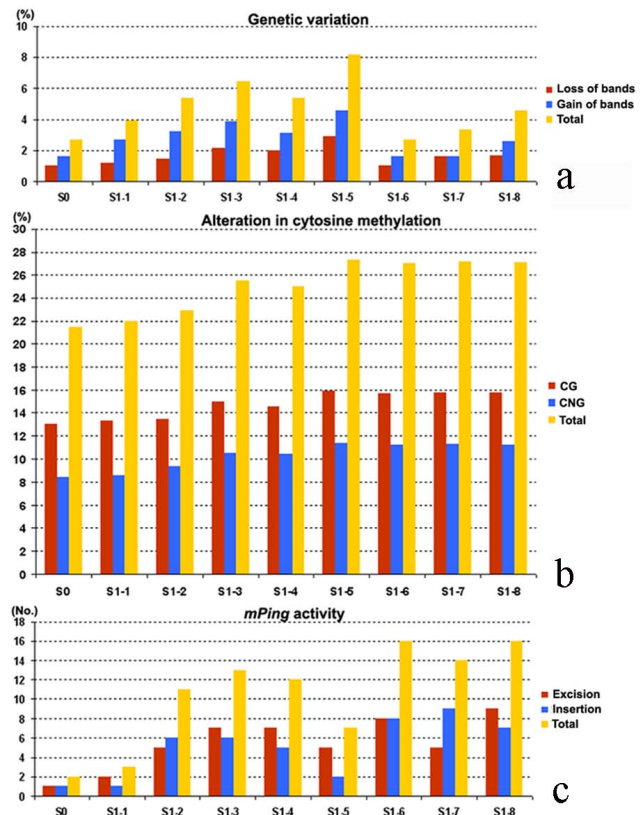 Genetic variation
(%)
10
8
6
4
2
0
S0 S1-1 S1-2 S1-3 S1-4 S1-5 S1-6 S1-7 S1-8
Loss of bands
Gain of bands
Total
a
Alteration in cytosine methylation
(%)
30
28
26
24
22
20
18
16
14
12
10
8
6
4
2
0
S0 S1-1 S1-2 S1-3 S1-4 S1-5 S1-6 S1-7 S1-8
CG
CNG
Total
b
mPing activity
(No.)
18
16
14
12
10
8
6
4
2
0
S0 S1-1 S1-2 S1-3 S1-4 S1-5 S1-6 S1-7 S1-8
Excision
Insertion
Total
c